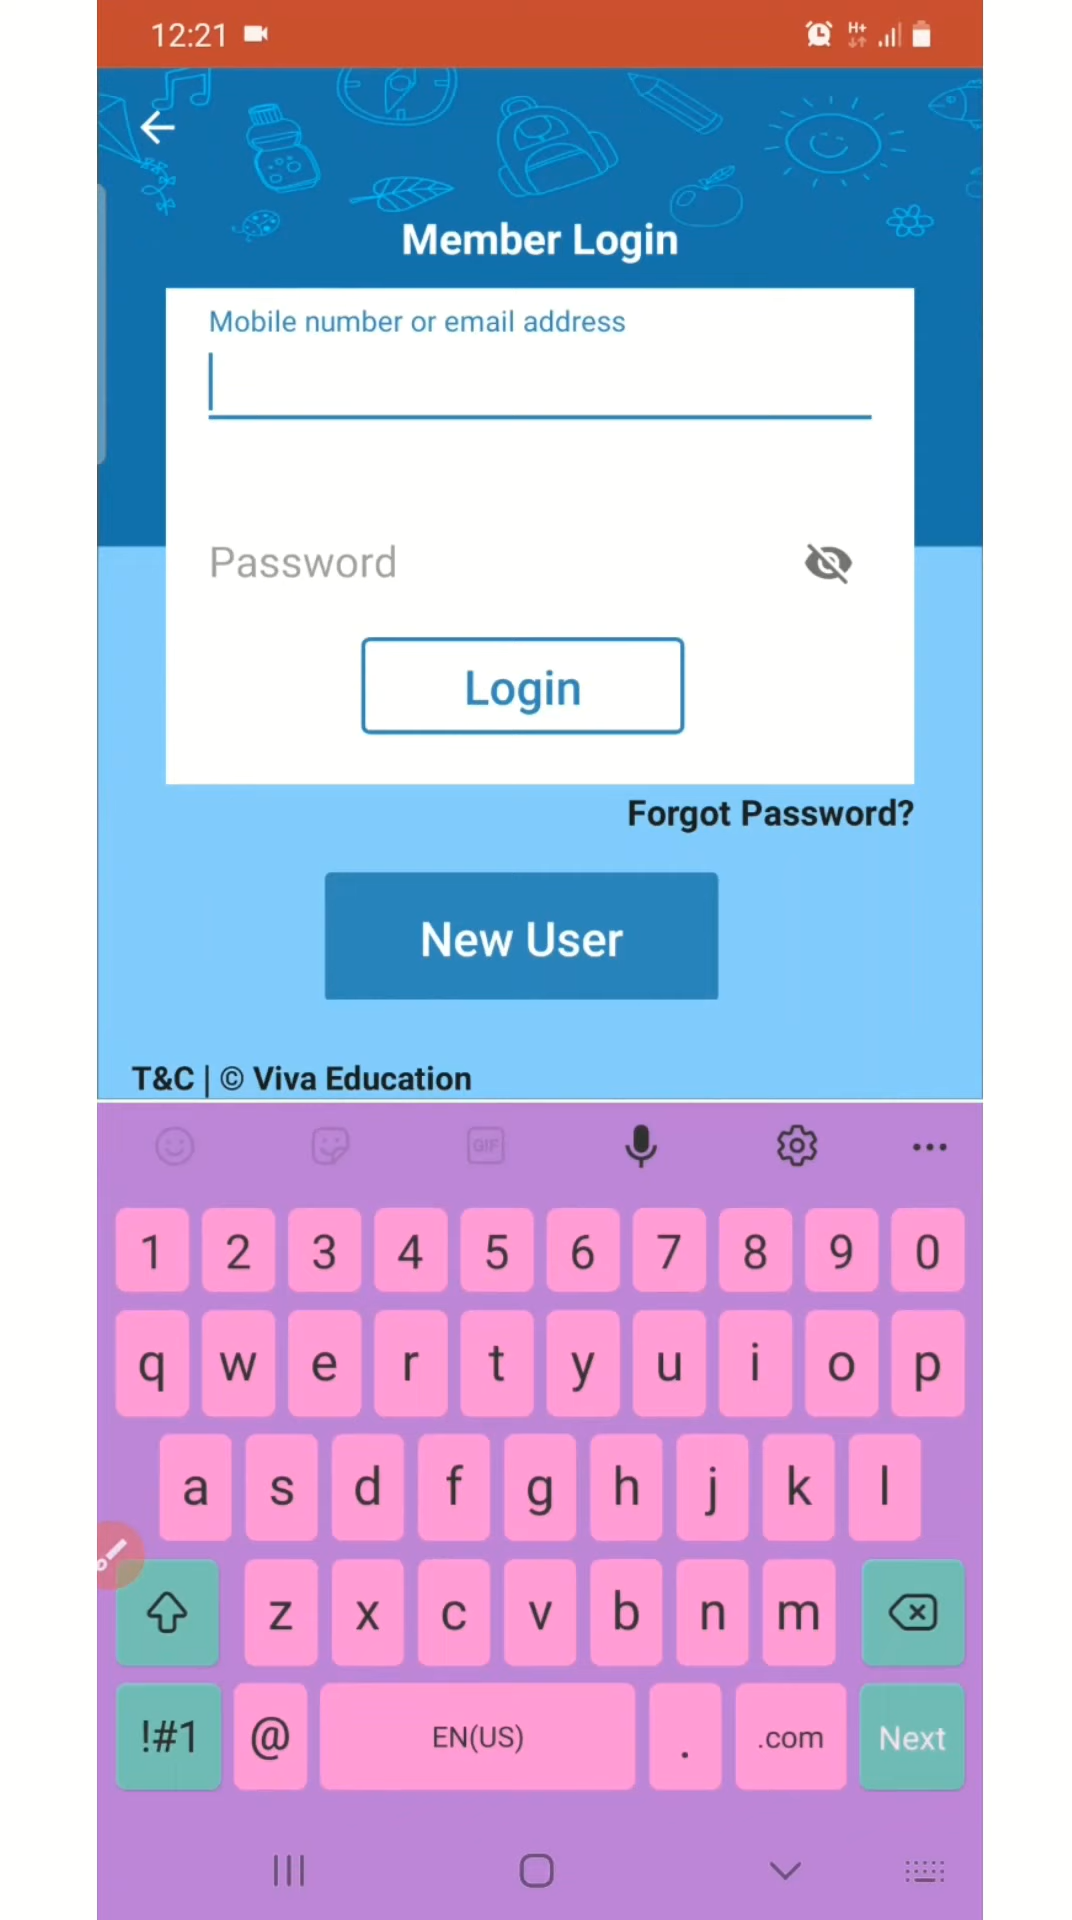 12:21
H+
Member Login
Mobile number or email address
Password
Login
Forgot Password?
New User
T&C | © Viva Education
GIF
1 2 3 4 5 6 7 8 9 0
q w e r t y u i o p
a s d f g h j k l
z x c v b n m
!#1 @ EN(US) . .com Next